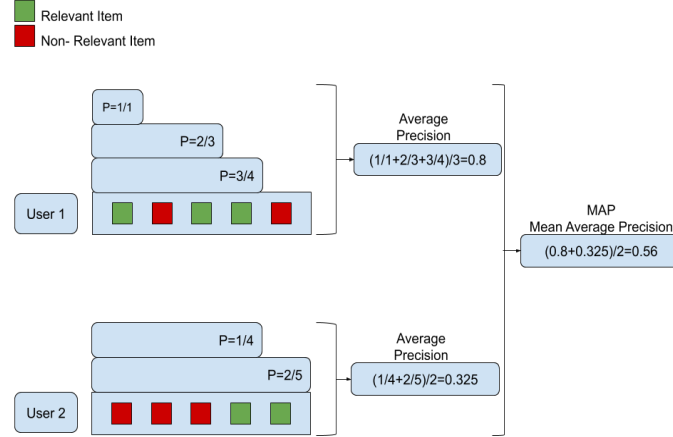 Relevant Item
Non- Relevant Item
P=1/1
P=2/3
P=3/4
User 1
Average
Precision
(1/1+2/3+3/4)/3=0.8
MAP
Mean Average Precision
(0.8+0.325)/2=0.56
P=1/4
P=2/5
User 2
Average
Precision
(1/4+2/5)/2=0.325